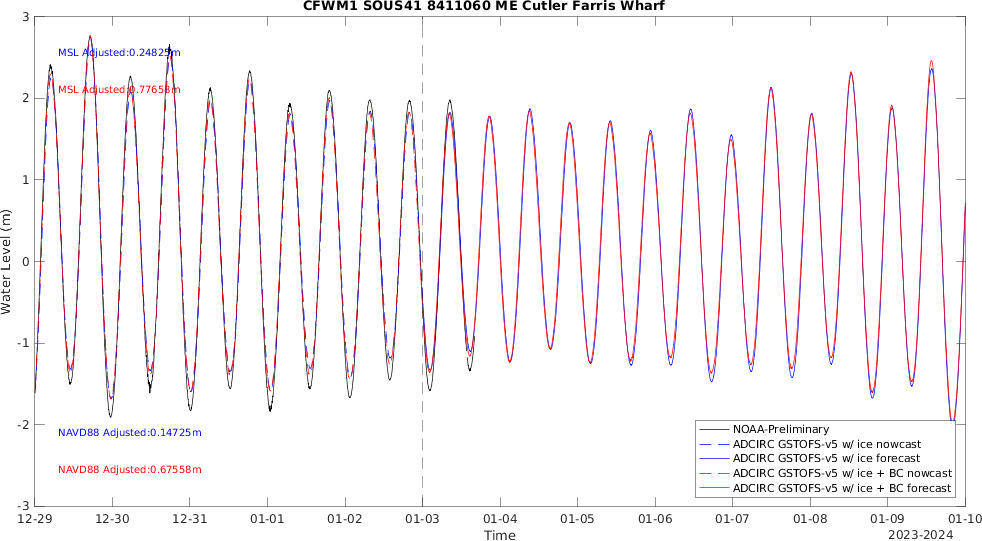 CFWM1 SOUS41 8411060 ME Cutler Farris Wharf
3
2
1
0
-1
-2
-3
Water Level (m)
MSL Adjusted:0.24825m
MSL Adjusted:0.77658m
NAVD88 Adjusted:0.14725m
NAVD88 Adjusted:0.67558m
NOAA-Preliminary
ADCIRC GSTOFS-v5 w/ ice nowcast
ADCIRC GSTOFS-v5 w/ ice forecast
ADCIRC GSTOFS-v5 w/ ice + BC nowcast
ADCIRC GSTOFS-v5 w/ ice + BC forecast
12-29 12-30 12-31 01-01 01-02 01-03 01-04 01-05 01-06 01-07 01-08 01-09 01-10
Time
2023-2024